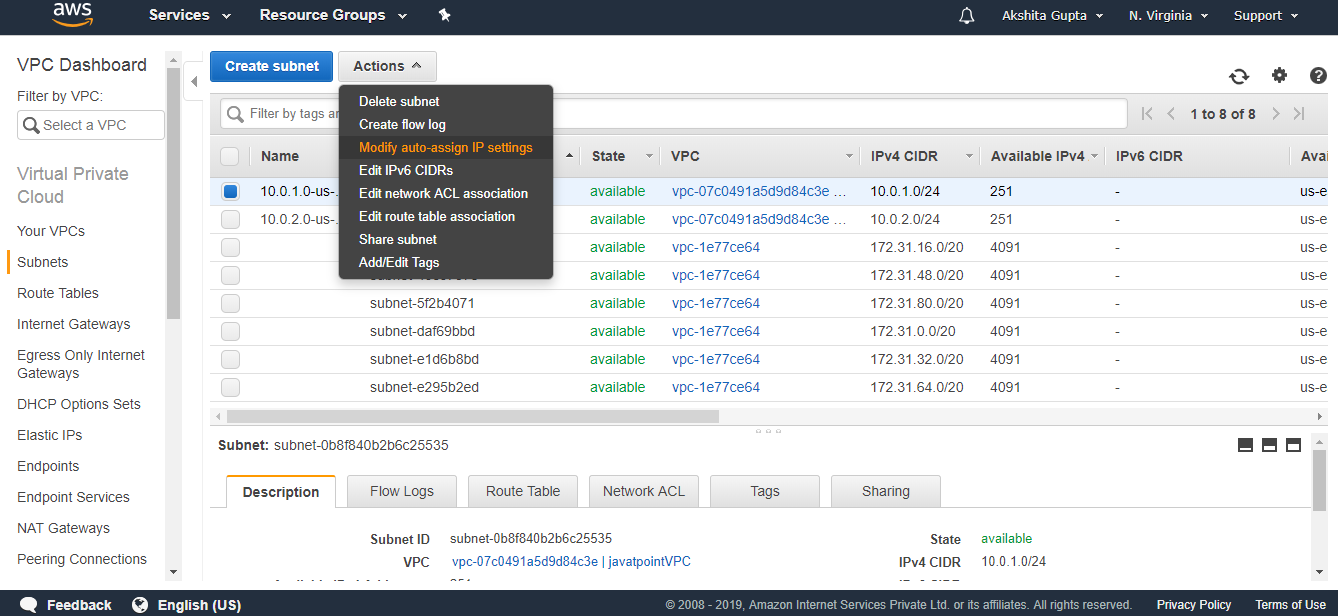 aws Services Resource Groups Akshita Gupta N. Virginia Support
VPC Dashboard
Filter by VPC:
Select a VPC
Virtual Private
Cloud
Your VPCs
Subnets
Route Tables
Internet Gateways
Egress Only Internet
Gateways
DHCP Options Sets
Elastic IPs
Endpoints
Endpoint Services
NAT Gateways
Peering Connections
Create subnet Actions
Filter by tags 1 to 8 of 8
Delete subnet
Create flow log
Modify auto-assign IP settings
Edit IPv6 CIDRs
Edit network ACL association
Edit route table association
Share subnet
Add/Edit Tags
Name State VPC IPv4 CIDR Available IPv4 IPv6 CIDR Avai
10.0.1.0-us-.. available vpc-07c0491a5d9d84c3e ... 10.0.1.0/24 251 - us-e
10.0.2.0-us-.. available vpc-07c0491a5d9d84c3e ... 10.0.2.0/24 251 - us-e
available vpc-1e77ce64 172.31.16.0/20 4091 - us-e
available vpc-1e77ce64 172.31.48.0/20 4091 - us-e
subnet-5f2b4071 available vpc-1e77ce64 172.31.80.0/20 4091 - us-e
subnet-daf69bbd available vpc-1e77ce64 172.31.0.0/20 4091 - us-e
subnet-e1d6b8bd available vpc-1e77ce64 172.31.32.0/20 4091 - us-e
subnet-e295b2ed available vpc-1e77ce64 172.31.64.0/20 4091 - us-e
Subnet: subnet-0b8f840b2b6c25535
Description Flow Logs Route Table Network ACL Tags Sharing
Subnet ID subnet-0b8f840b2b6c25535 State available
VPC vpc-07c0491a5d9d84c3e | javatpointVPC IPv4 CIDR 10.0.1.0/24
Feedback English (US) © 2008 - 2019, Amazon Internet Services Private Ltd. or its affiliates. All rights reserved. Privacy Policy Terms of Use